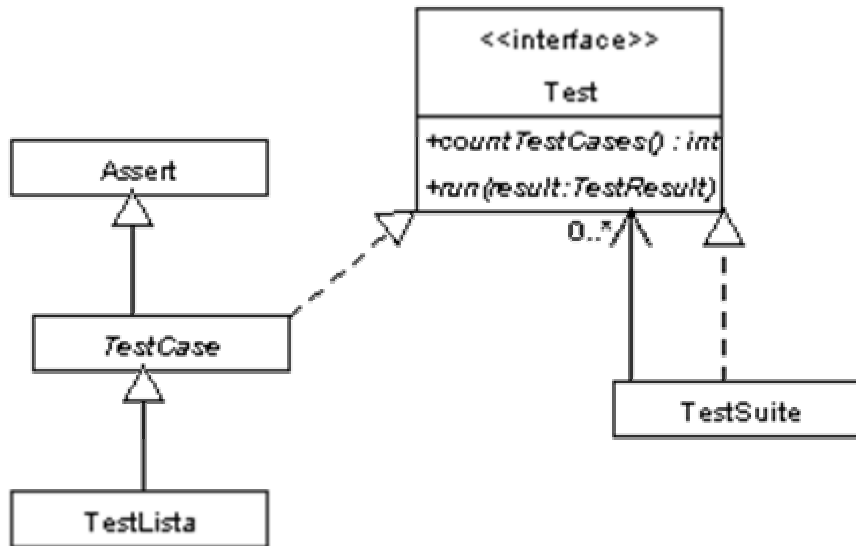 <<interface>>
Test
+countTestCases() : int
+run(result:TestResult)
Assert
0..*
TestCase
TestSuite
TestLista